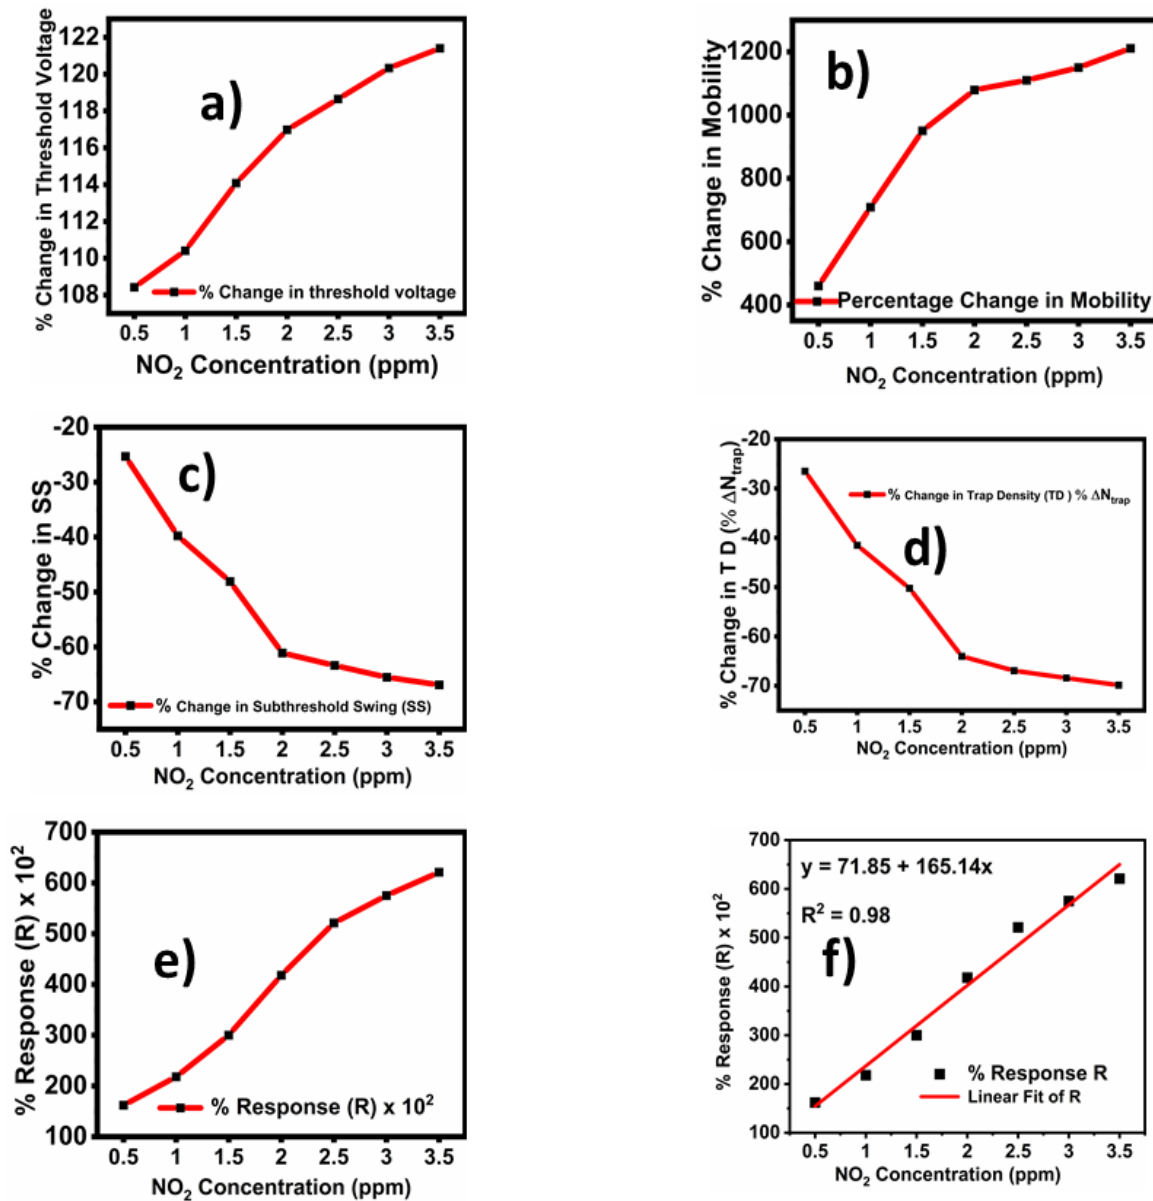 % Change in Threshold Voltage
122
120
118
116
114
112
110
108
a)
% Change in threshold voltage
0.5 1 1.5 2 2.5 3 3.5
NO₂ Concentration (ppm)
% Change in Mobility
1200
1000
800
600
400
b)
Percentage Change in Mobility
0.5 1 1.5 2 2.5 3 3.5
NO₂ Concentration (ppm)
% Change in SS
-20
-30
-40
-50
-60
-70
c)
% Change in Subthreshold Swing (SS)
0.5 1 1.5 2 2.5 3 3.5
NO₂ Concentration (ppm)
% Change in T D (% ΔNtrap)
-20
-30
-40
-50
-60
-70
% Change in Trap Density (TD ) % ΔNtrap
d)
0.5 1 1.5 2 2.5 3 3.5
NO₂ Concentration (ppm)
% Response (R) x 10²
700
600
500
400
300
200
100
e)
% Response (R) x 10²
0.5 1 1.5 2 2.5 3 3.5
NO₂ Concentration (ppm)
% Response (R) x 10²
700
600
500
400
300
200
100
y = 71.85 + 165.14x
R² = 0.98
f)
% Response R
Linear Fit of R
0.5 1 1.5 2 2.5 3 3.5
NO₂ Concentration (ppm)